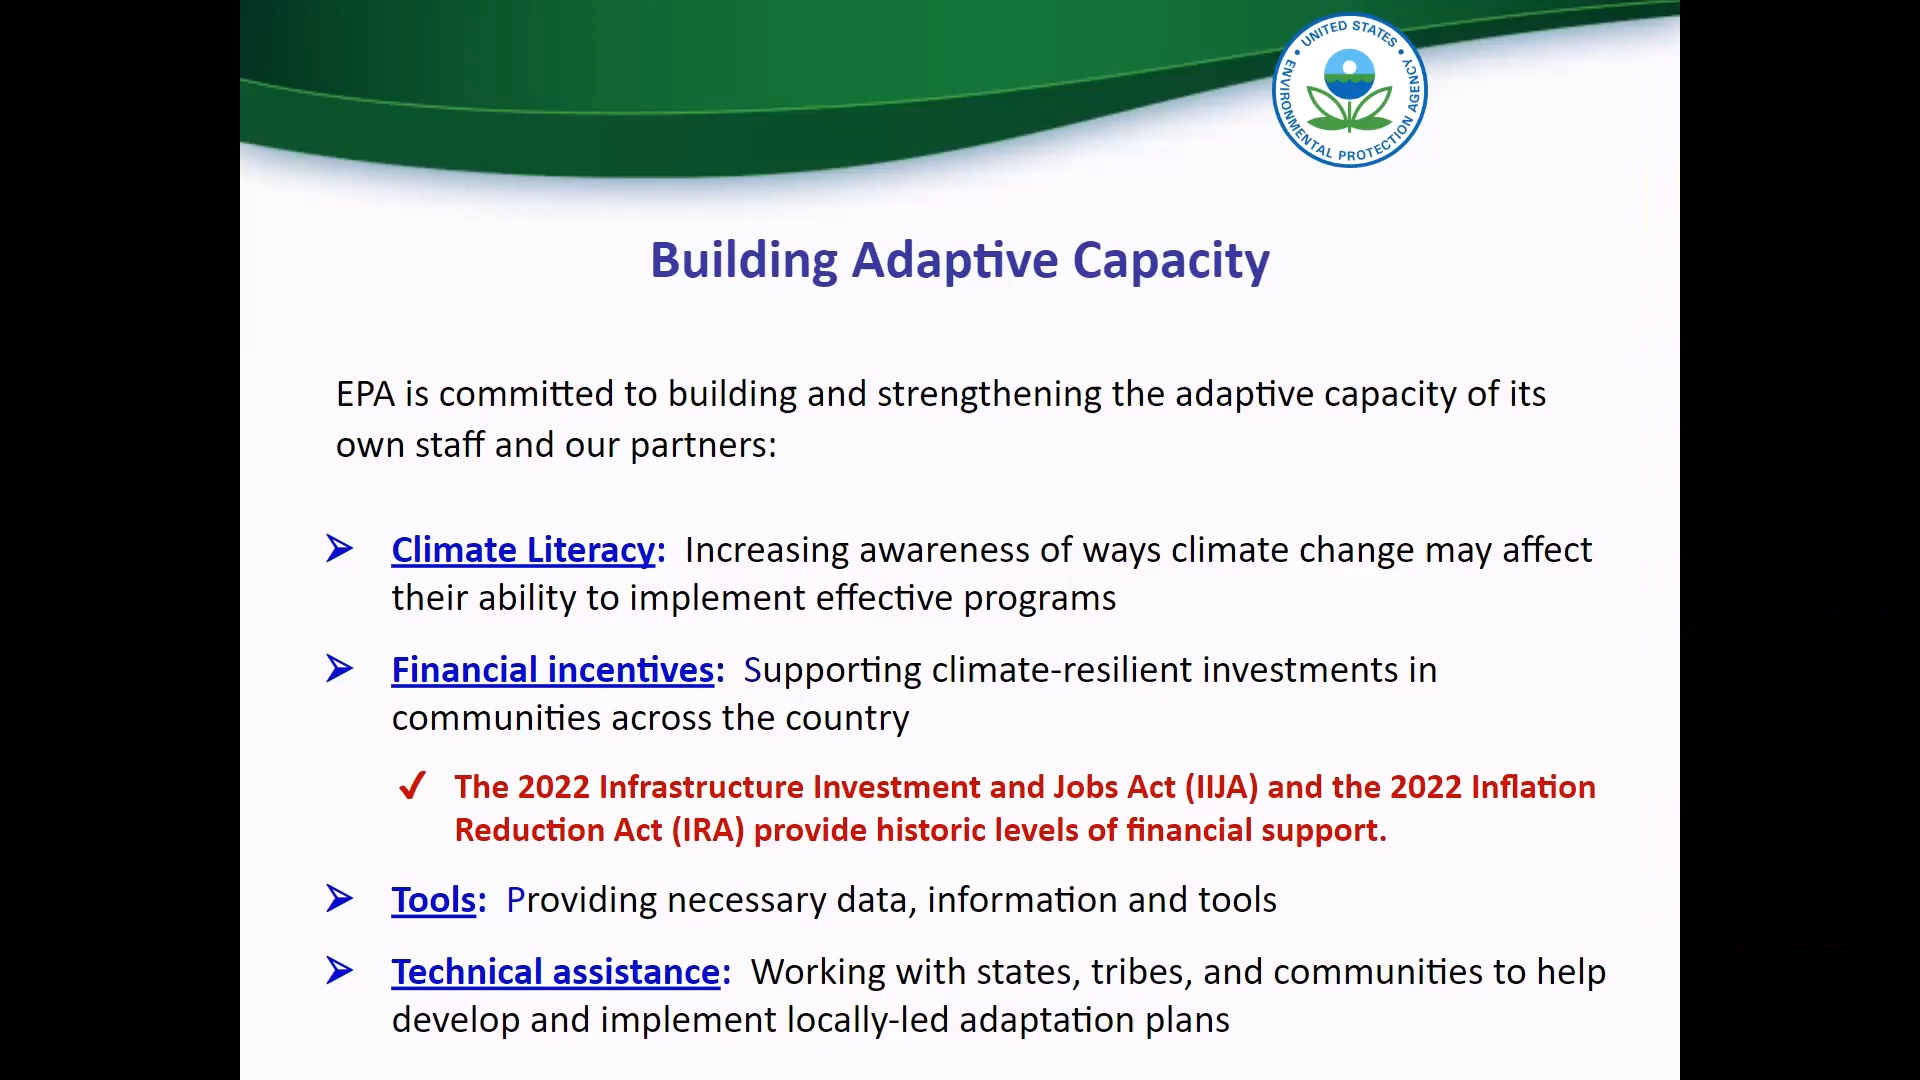 UNITED STATES
ENVIRONMENTAL PROTECTION AGENCY
Building Adaptive Capacity
EPA is committed to building and strengthening the adaptive capacity of its
own staff and our partners:
➢ Climate Literacy: Increasing awareness of ways climate change may affect
their ability to implement effective programs
➢ Financial incentives: Supporting climate-resilient investments in
communities across the country
✓ The 2022 Infrastructure Investment and Jobs Act (IIJA) and the 2022 Inflation
Reduction Act (IRA) provide historic levels of financial support.
➢ Tools: Providing necessary data, information and tools
➢ Technical assistance: Working with states, tribes, and communities to help
develop and implement locally-led adaptation plans